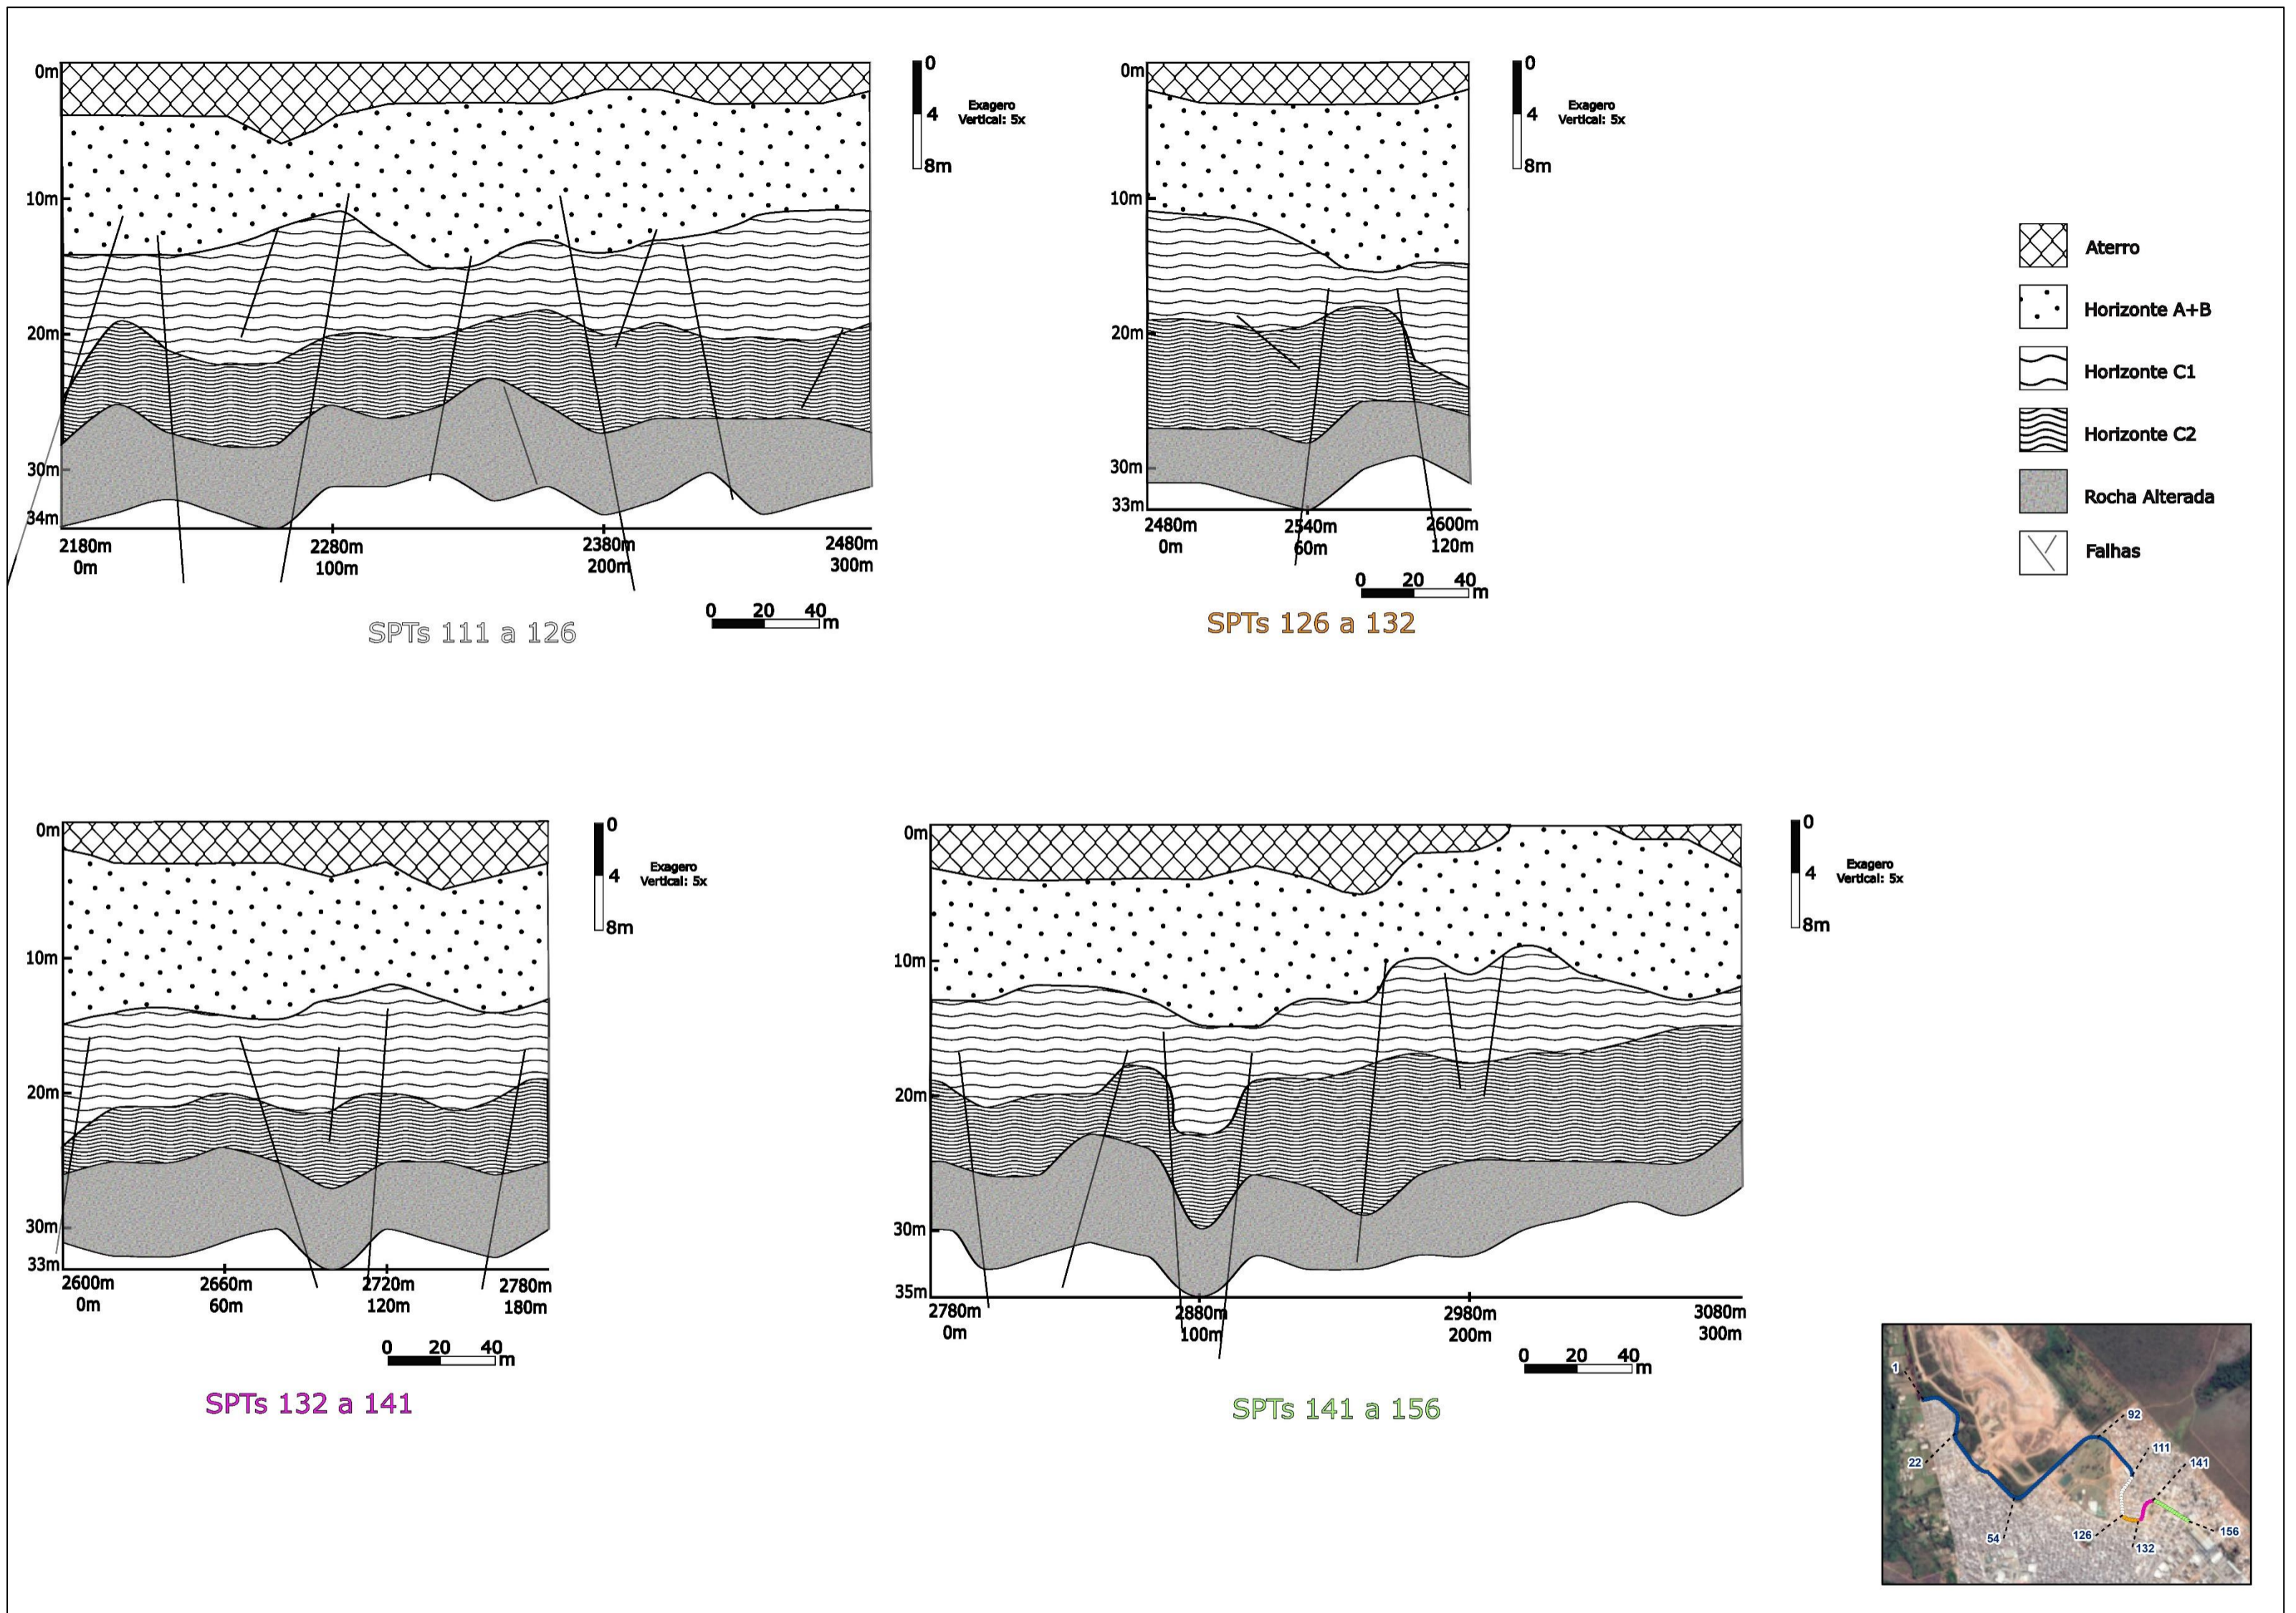 0m
10m
20m
30m
34m
2180m
0m
2280m
100m
2380m
200m
2480m
300m
0
4
8m
Exagero
Vertical: 5x
0 20 40
m
SPTs 111 a 126
0m
10m
20m
30m
33m
2480m
0m
2540m
60m
2600m
120m
0
4
8m
Exagero
Vertical: 5x
0 20 40
m
SPTs 126 a 132
Aterro
Horizonte A+B
Horizonte C1
Horizonte C2
Rocha Alterada
Falhas
0m
10m
20m
30m
33m
2600m
0m
2660m
60m
2720m
120m
2780m
180m
0
4
8m
Exagero
Vertical: 5x
0 20 40
m
SPTs 132 a 141
0m
10m
20m
30m
35m
2780m
0m
2880m
100m
2980m
200m
3080m
300m
0
4
8m
Exagero
Vertical: 5x
0 20 40
m
SPTs 141 a 156
1
92
111
141
22
54
126
132
156